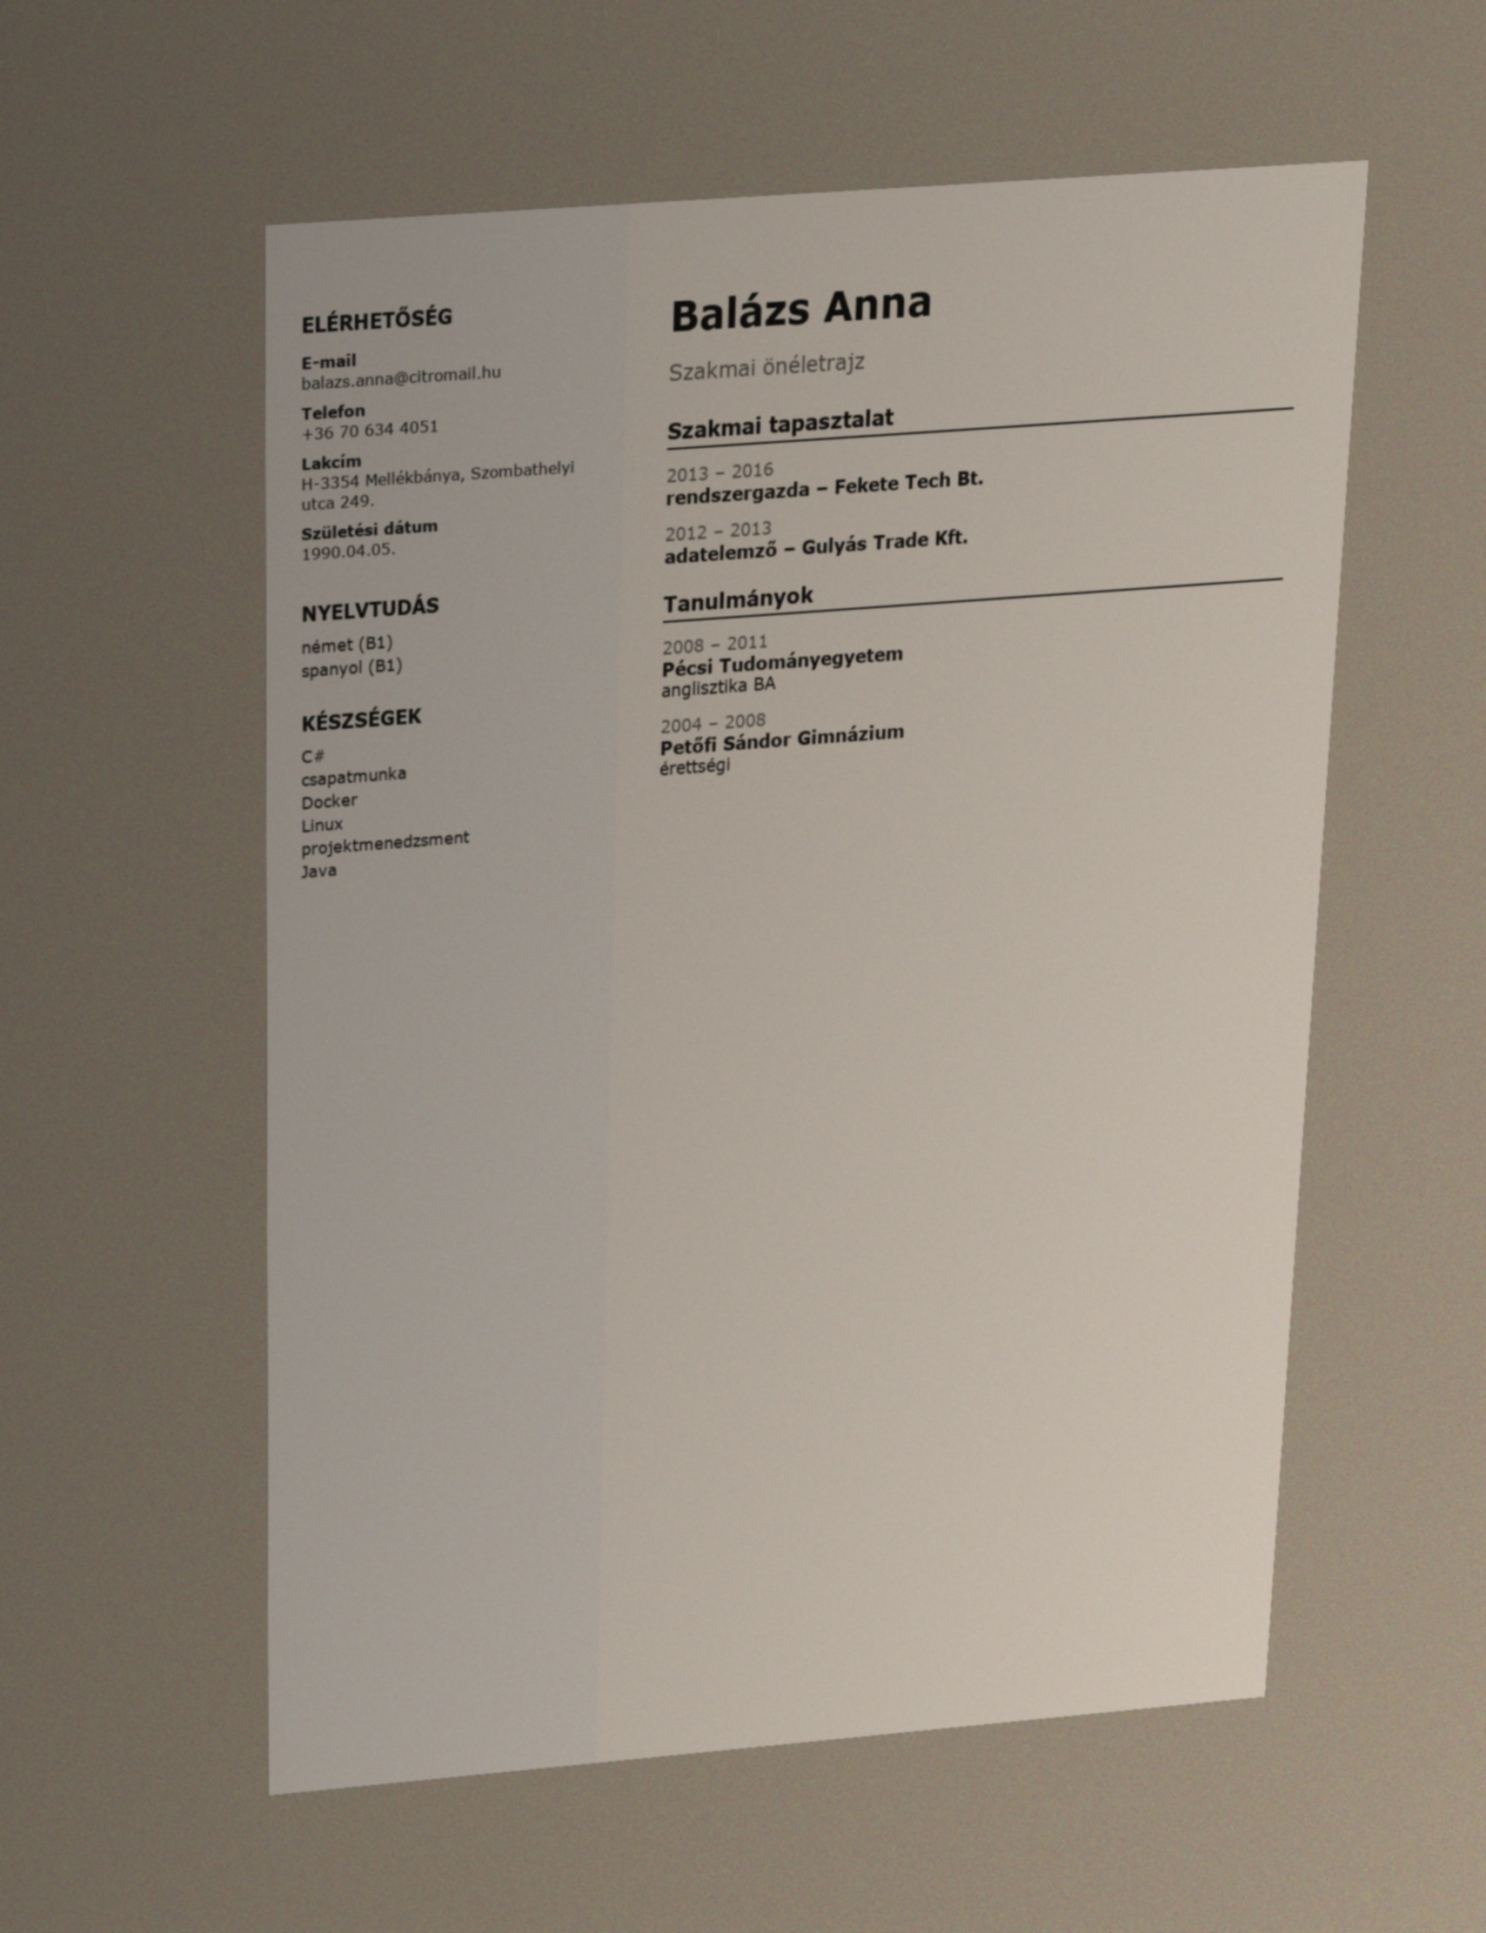 ELÉRHETŐSÉG
E-mail
balazs.anna@citromail.hu
Telefon
+36 70 634 4051
Lakcím
H-3354 Mellékbánya, Szombathelyi
utca 249.
Születési dátum
1990.04.05.
NYELVTUDÁS
német (B1)
spanyol (B1)
KÉSZSÉGEK
C#
csapatmunka
Docker
Linux
projektmenedzsment
Java
Balázs Anna
Szakmai önéletrajz
Szakmai tapasztalat
2013 – 2016
rendszergazda – Fekete Tech Bt.
2012 – 2013
adatelemző – Gulyás Trade Kft.
Tanulmányok
2008 – 2011
Pécsi Tudományegyetem
anglisztika BA
2004 – 2008
Petőfi Sándor Gimnázium
érettségi